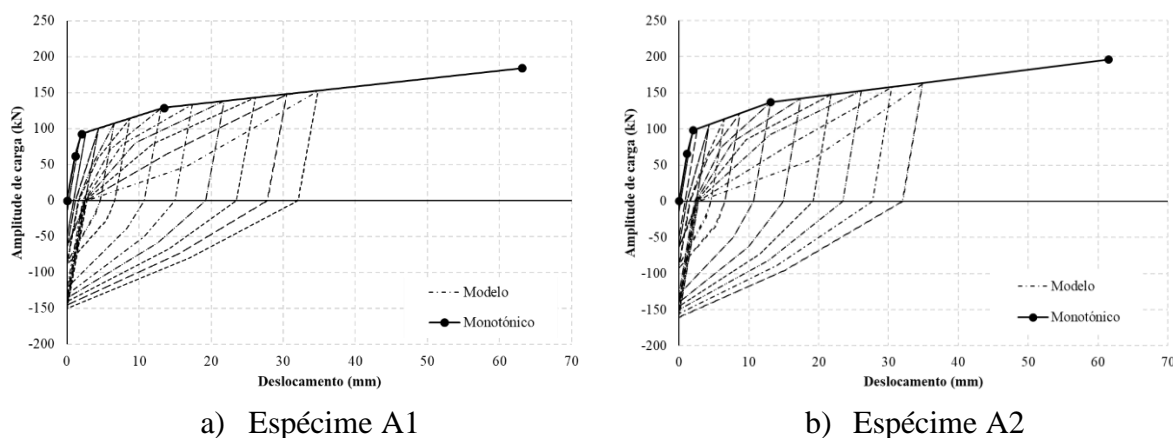 250
200
150
100
50
0
-50
-100
-150
-200
Amplitude de carga (kN)
0 10 20 30 40 50 60 70
Deslocamento (mm)
Modelo
Monotónico
a) Espécime A1
250
200
150
100
50
0
-50
-100
-150
-200
Amplitude de carga (kN)
0 10 20 30 40 50 60 70
Deslocamento (mm)
Modelo
Monotónico
b) Espécime A2